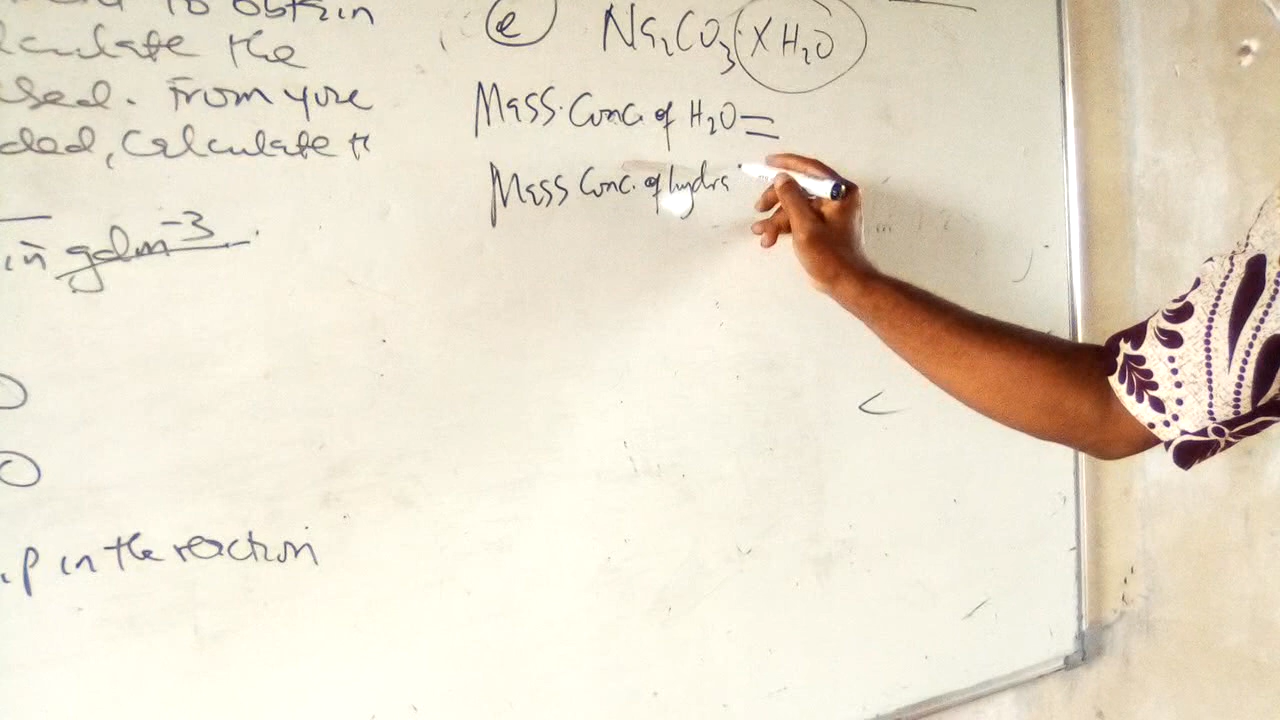 to obtain
lculate the
sed. From your
ded, Calculate t
in gdm⁻³
.p in the reaction
e Na₂CO₃·XH₂O
Mass. Conc. of H₂O =
Mass Conc. of hydra